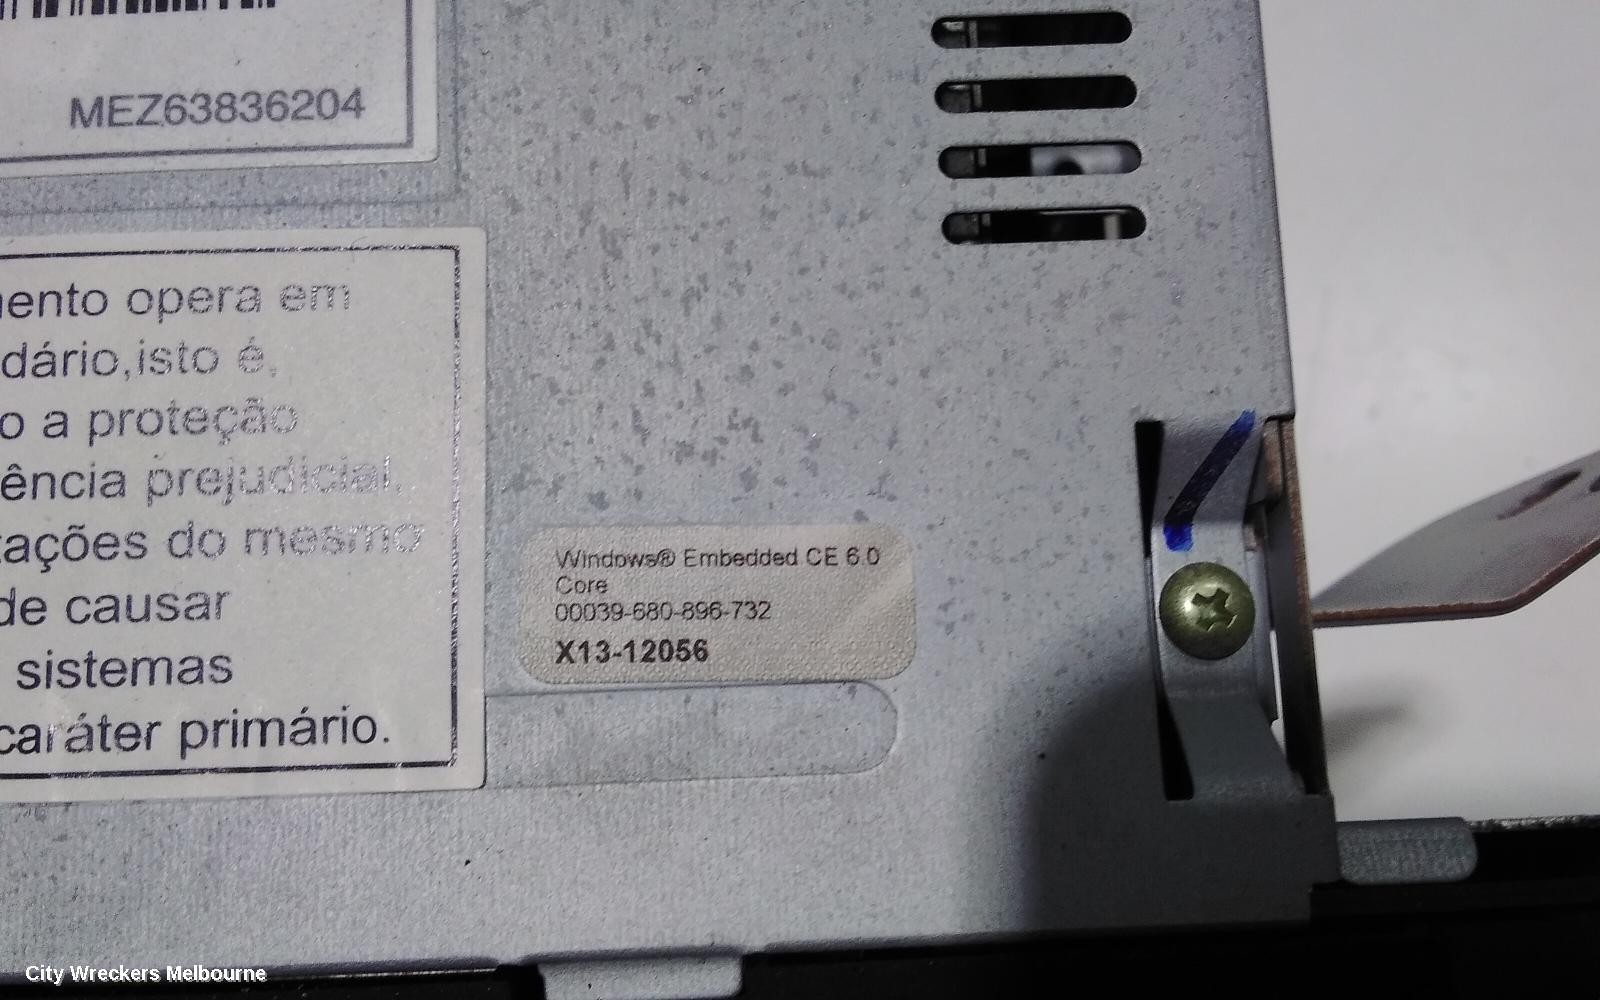 MEZ63836204
ento opera em
dário,isto é,
o a proteção
ência prejudicial,
tações do mesmo
de causar
sistemas
caráter primário.
Windows® Embedded CE 6.0
Core
00039-680-896-732
X13-12056
City Wreckers Melbourne